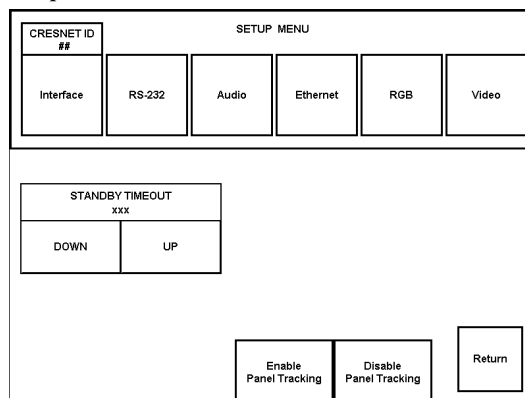 SETUP MENU
CRESNET ID
##
Interface
RS-232
Audio
Ethernet
RGB
Video
STANDBY TIMEOUT
xxx
DOWN
UP
Enable
Panel Tracking
Disable
Panel Tracking
Return